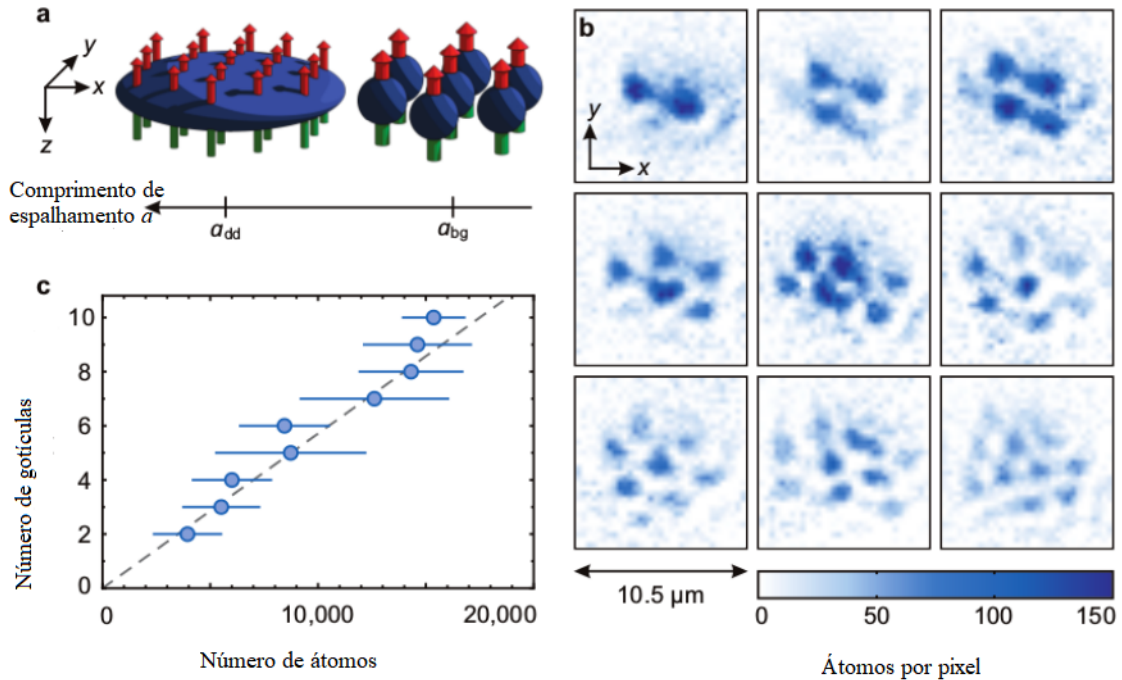 a
y
x
z
Comprimento de
espalhamento a
a_dd
a_bg
b
y
x
10.5 µm
0
50
100
150
Átomos por pixel
c
10
8
6
4
2
0
Número de gotículas
0
10,000
20,000
Número de átomos